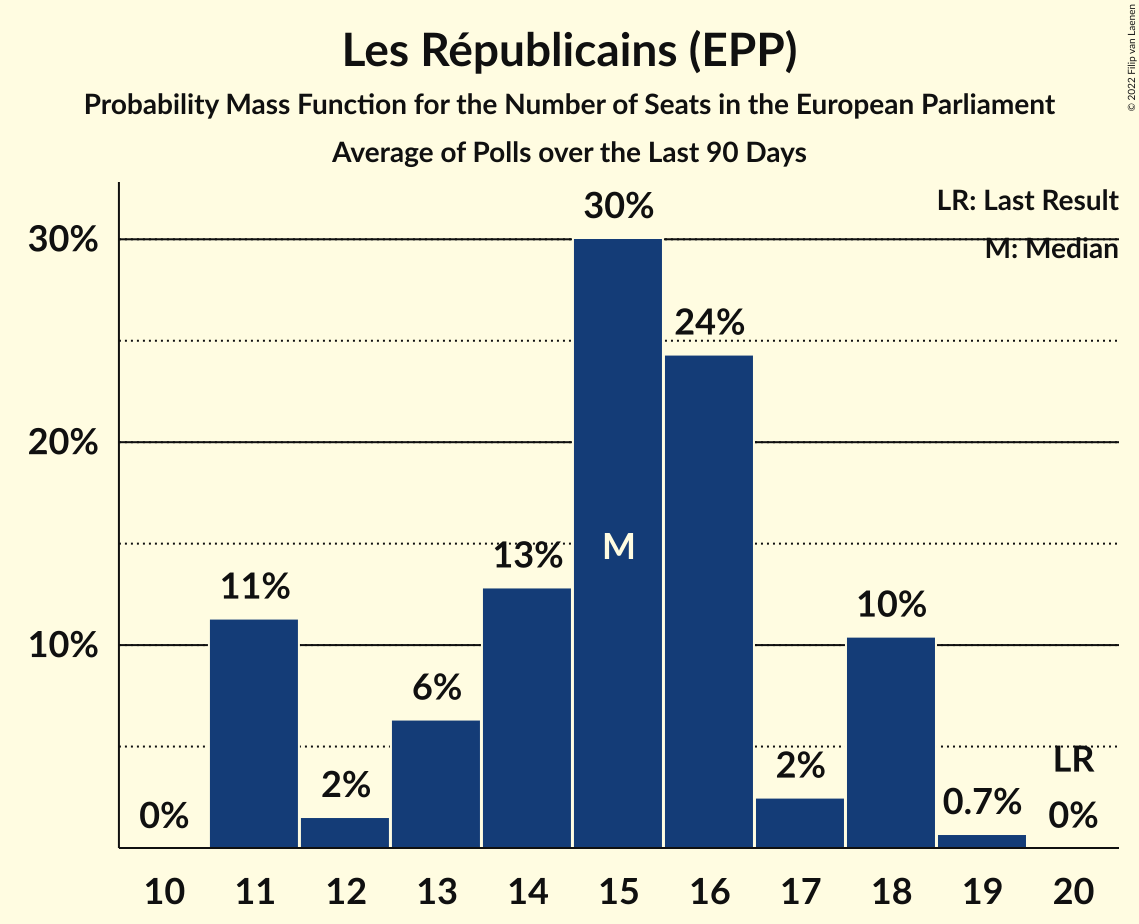 Les Républicains (EPP)
Probability Mass Function for the Number of Seats in the European Parliament
Average of Polls over the Last 90 Days
© 2022 Filip van Laenen
LR: Last Result
M: Median
30%
20%
10%
0%
11%
2%
6%
13%
30%
M
24%
2%
10%
0.7%
LR
0%
10 11 12 13 14 15 16 17 18 19 20